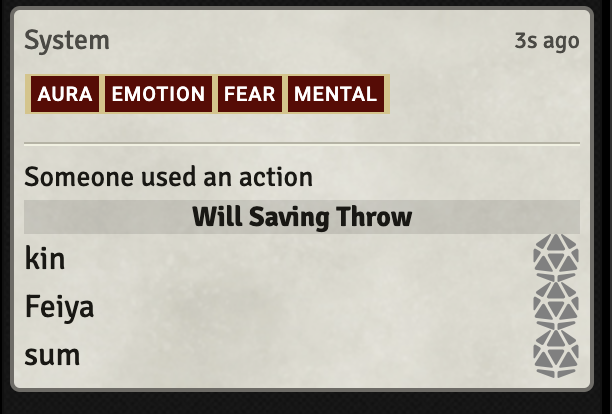 System 3s ago
AURA EMOTION FEAR MENTAL
Someone used an action
Will Saving Throw
kin
Feiya
sum